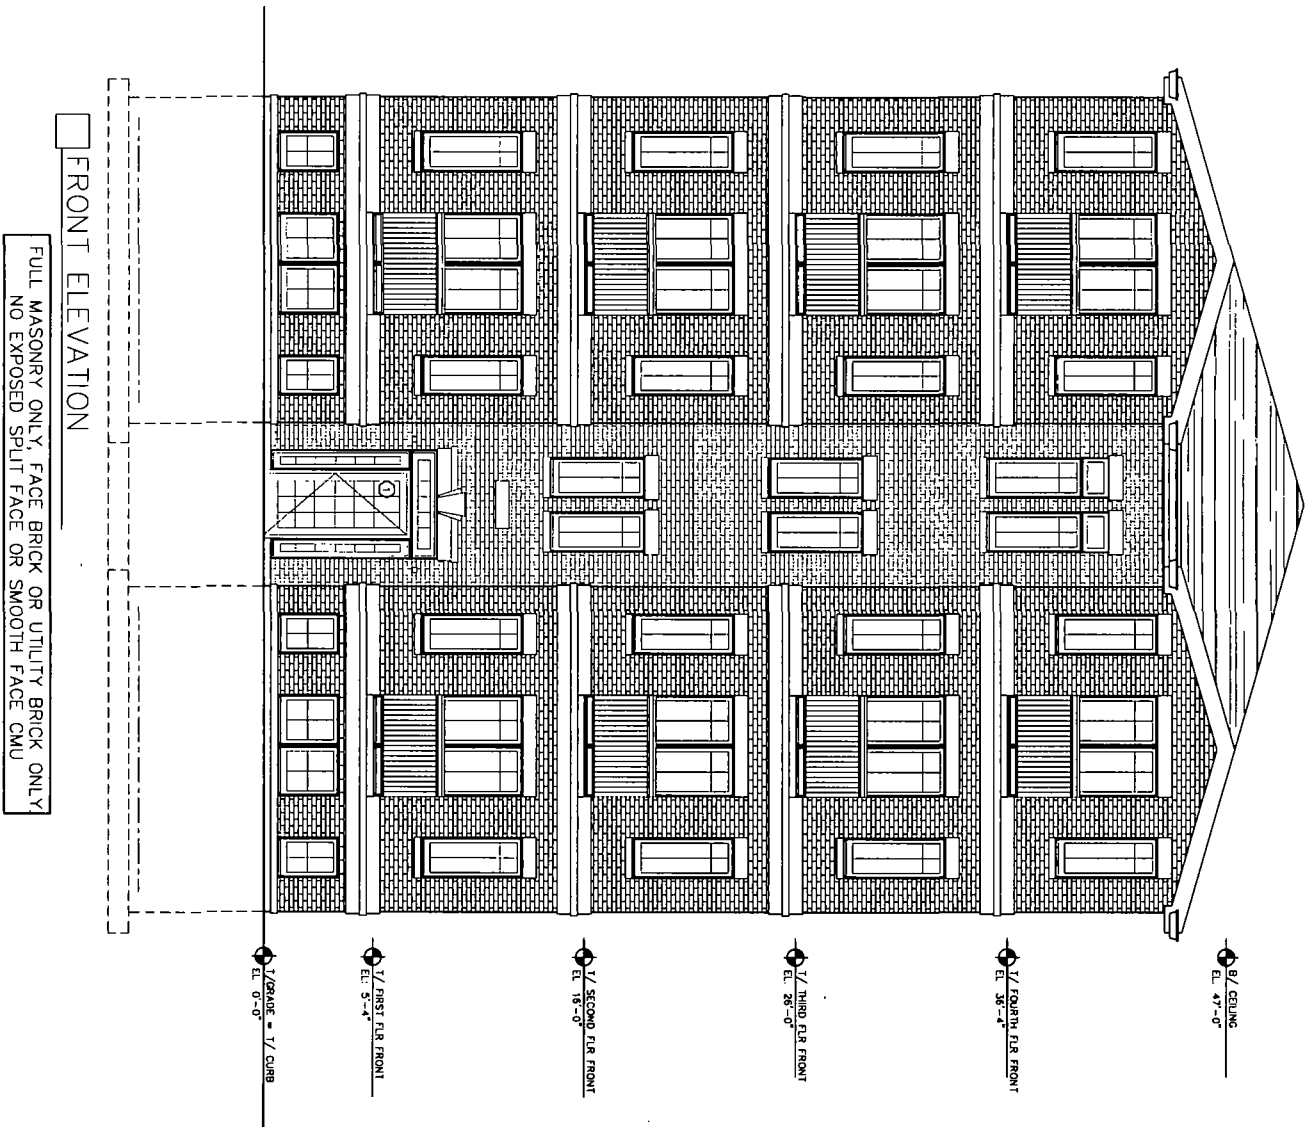 B/ CEILING
EL. 47'-0"
T/ FOURTH FLR FRONT
EL. 36'-4"
T/ THIRD FLR FRONT
EL. 26'-0"
T/ SECOND FLR FRONT
EL. 16'-0"
T/ FIRST FLR FRONT
EL. 5'-4"
T/GRADE = T/ CURB
EL. 0'-0"
1
FRONT ELEVATION
FULL MASONRY ONLY, FACE BRICK OR UTILITY BRICK ONLY
NO EXPOSED SPLIT FACE OR SMOOTH FACE CMU